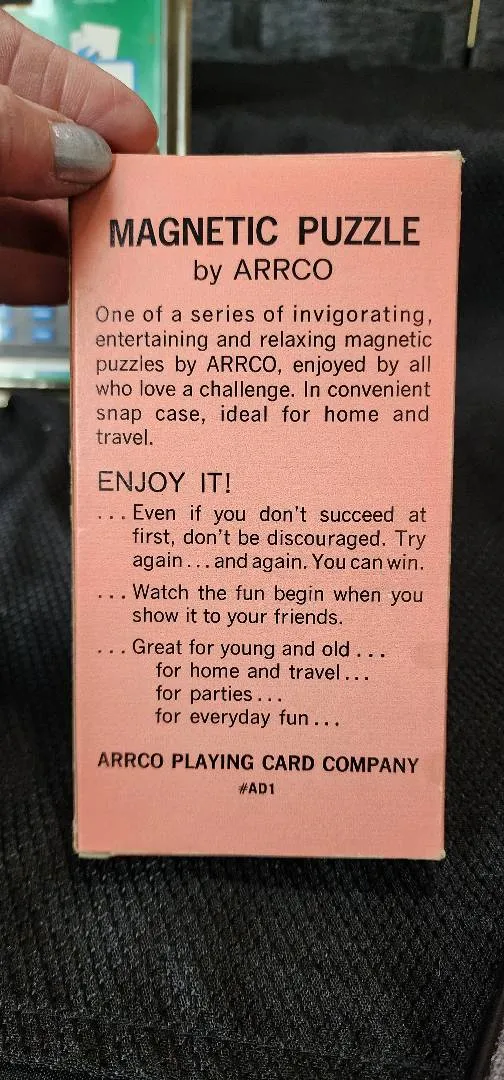 MAGNETIC PUZZLE
by ARRCO
One of a series of invigorating,
entertaining and relaxing magnetic
puzzles by ARRCO, enjoyed by all
who love a challenge. In convenient
snap case, ideal for home and
travel.
ENJOY IT!
... Even if you don't succeed at
first, don't be discouraged. Try
again ... and again. You can win.
... Watch the fun begin when you
show it to your friends.
... Great for young and old ...
for home and travel ...
for parties ...
for everyday fun ...
ARRCO PLAYING CARD COMPANY
#AD1